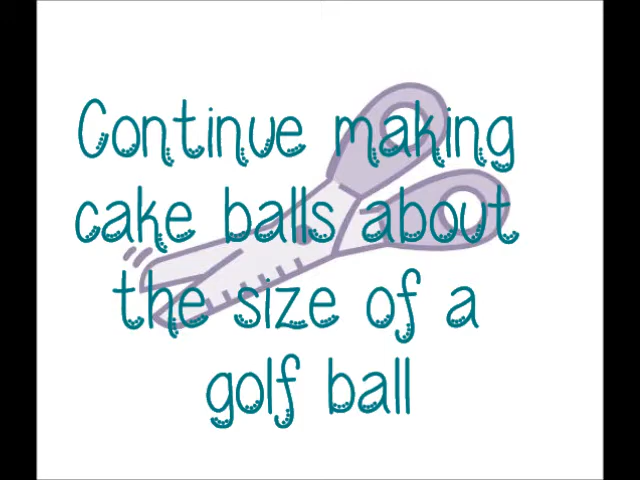 Continue making
cake balls about
the size of a
golf ball